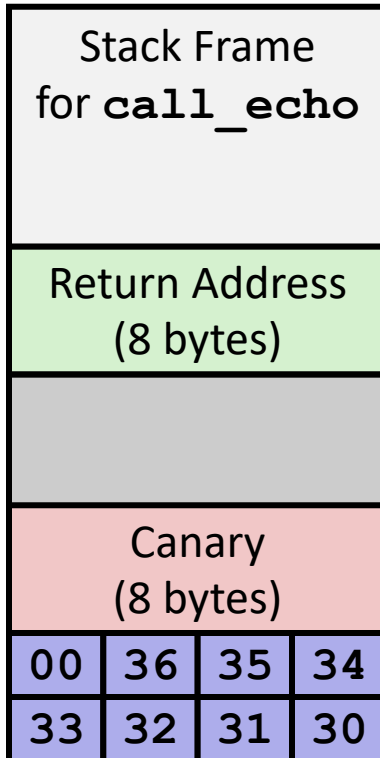 Stack Frame
for call_echo
Return Address
(8 bytes)
Canary
(8 bytes)
00 36 35 34
33 32 31 30